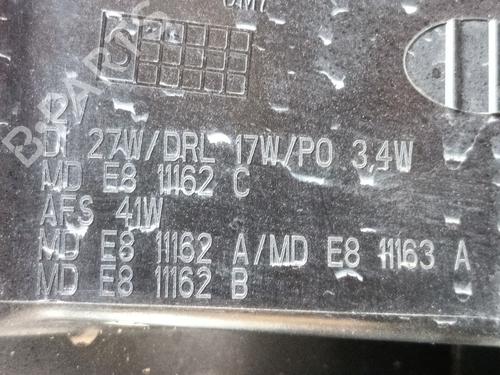 S
12V
DI 27W/DRL 17W/PO 3,4W
MD E8 11162 C
AFS 41W
MD E8 11162 A/MD E8 11163 A
MD E8 11162 B
B-PARTS